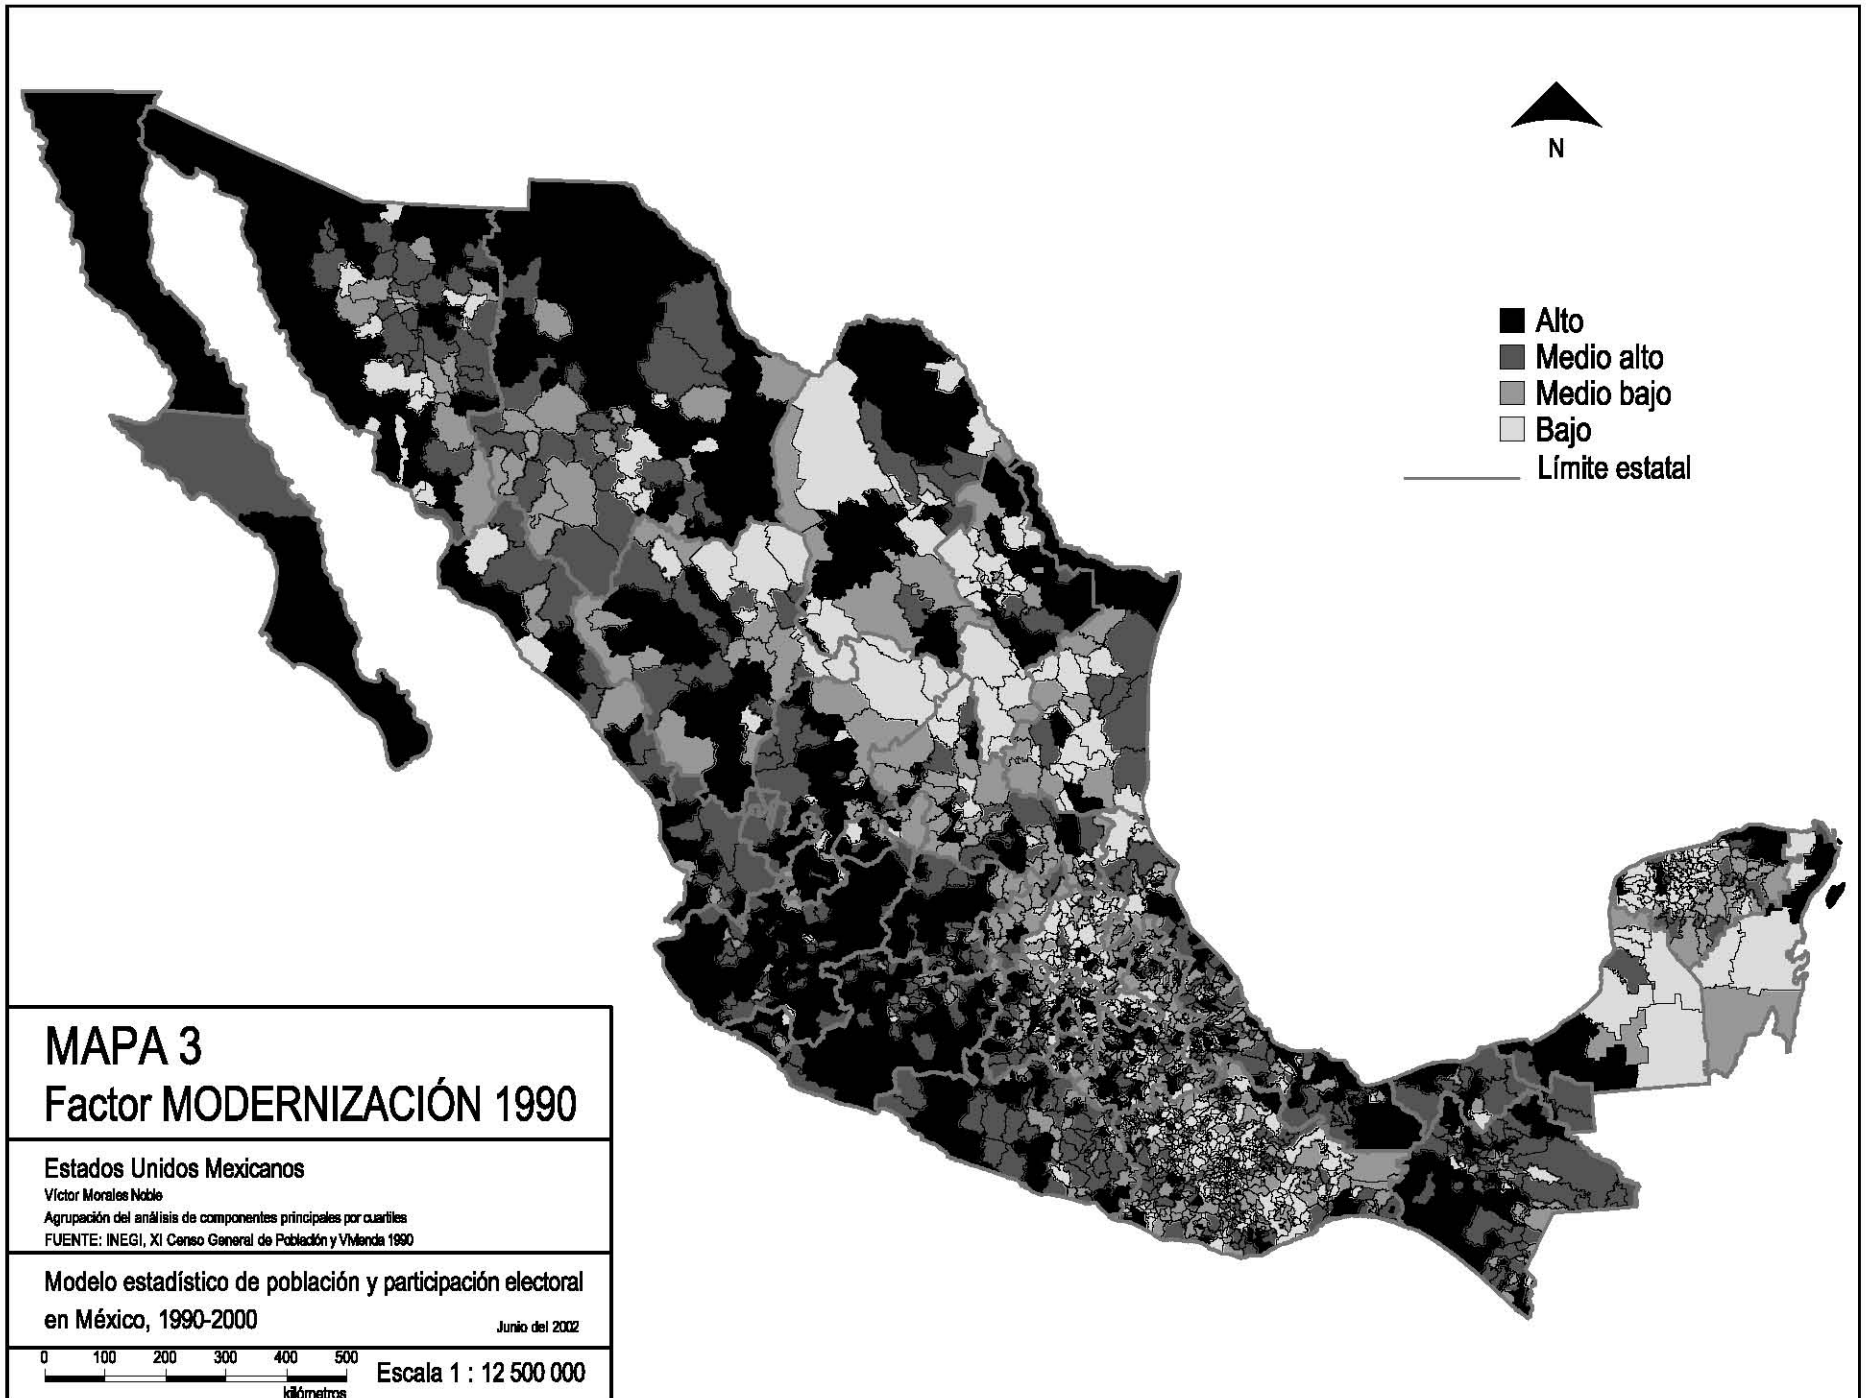 N
Alto
Medio alto
Medio bajo
Bajo
Límite estatal
MAPA 3
Factor MODERNIZACIÓN 1990
Estados Unidos Mexicanos
Víctor Morales Noble
Agrupación del análisis de componentes principales por cuartiles
FUENTE: INEGI, XI Censo General de Población y Vivienda 1990
Modelo estadístico de población y participación electoral
en México, 1990-2000
Junio del 2002
0 100 200 300 400 500
kilómetros
Escala 1 : 12 500 000